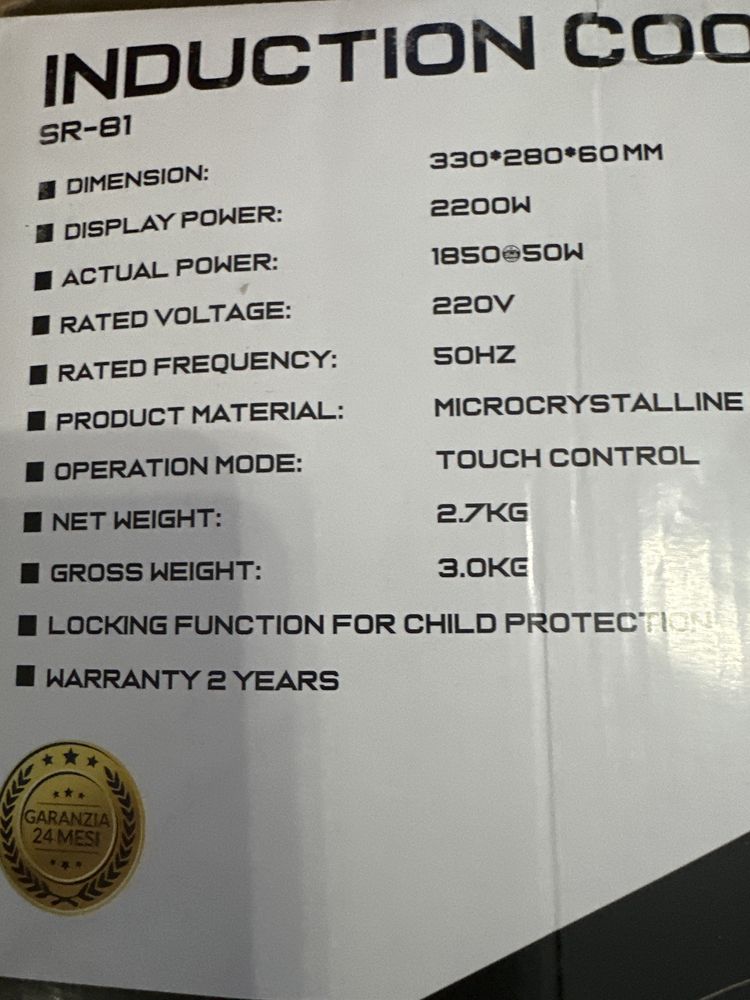 INDUCTION COO
SR-81
DIMENSION: 330*280*60MM
DISPLAY POWER: 2200W
ACTUAL POWER: 1850 50W
RATED VOLTAGE: 220V
RATED FREQUENCY: 50HZ
PRODUCT MATERIAL: MICROCRYSTALLINE
OPERATION MODE: TOUCH CONTROL
NET WEIGHT: 2.7KG
GROSS WEIGHT: 3.0KG
LOCKING FUNCTION FOR CHILD PROTECTION
WARRANTY 2 YEARS
GARANZIA
24 MESI